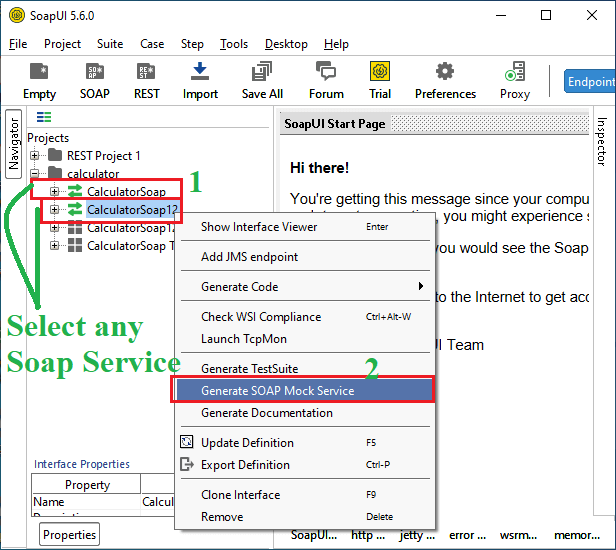 SoapUI 5.6.0
File Project Suite Case Step Tools Desktop Help
Empty SOAP REST Import Save All Forum Trial Preferences Proxy Endpoint
Navigator
Projects
REST Project 1
calculator
CalculatorSoap
1
CalculatorSoap12
CalculatorSoap12
CalculatorSoap T
Select any
Soap Service
SoapUI Start Page
Inspector
Hi there!
You're getting this message since your compu
, you might experience s
you would see the Soap
to the Internet to get acc
UI Team
Show Interface Viewer Enter
Add JMS endpoint
Generate Code
Check WSI Compliance Ctrl+Alt-W
Launch TcpMon
Generate TestSuite
2
Generate SOAP Mock Service
Generate Documentation
Update Definition F5
Export Definition Ctrl-P
Clone Interface F9
Remove Delete
Interface Properties
Property
Name Calcul
Properties
SoapUI... http ... jetty ... error ... wsrm... memor...